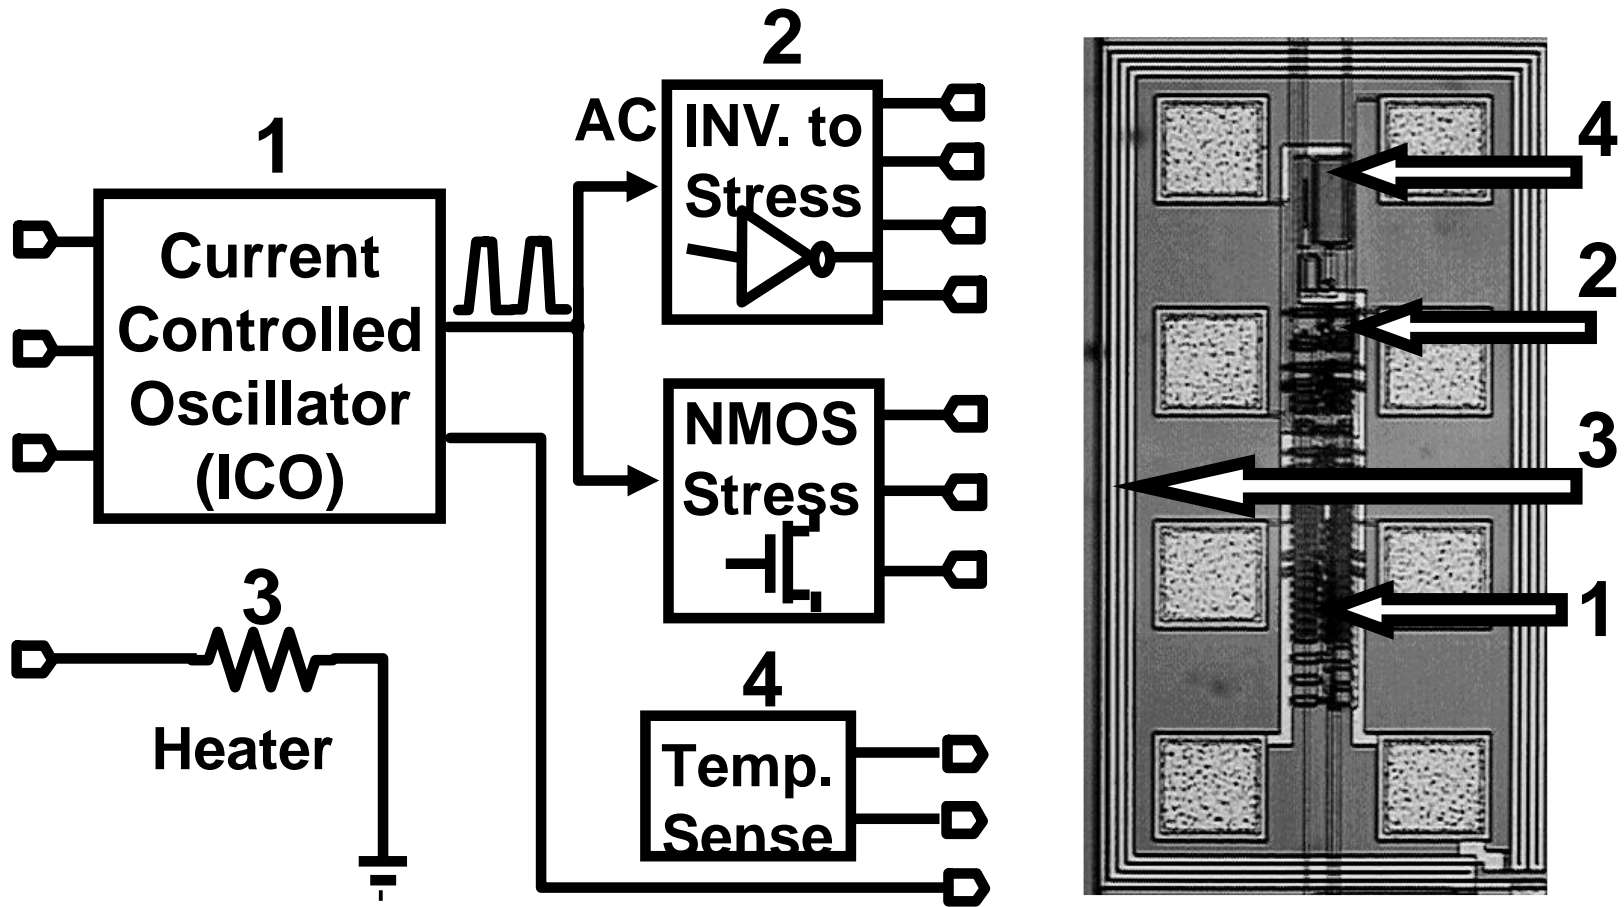 1
Current
Controlled
Oscillator
(ICO)
AC
2
INV. to
Stress
NMOS
Stress
3
Heater
4
Temp.
Sense
4
2
3
1